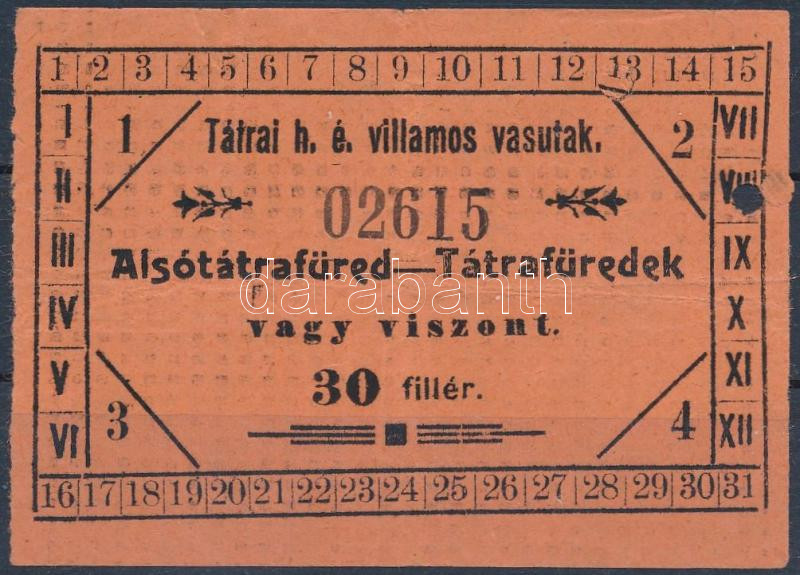 1 2 3 4 5 6 7 8 9 10 11 12 13 14 15
I
II
III
IV
V
VI
1
2
Tátrai h. é. villamos vasutak.
02615
Alsótátrafüred—Tátrafüredek
vagy viszont.
30 fillér.
3
4
VII
VIII
IX
X
XI
XII
16 17 18 19 20 21 22 23 24 25 26 27 28 29 30 31
darabanth